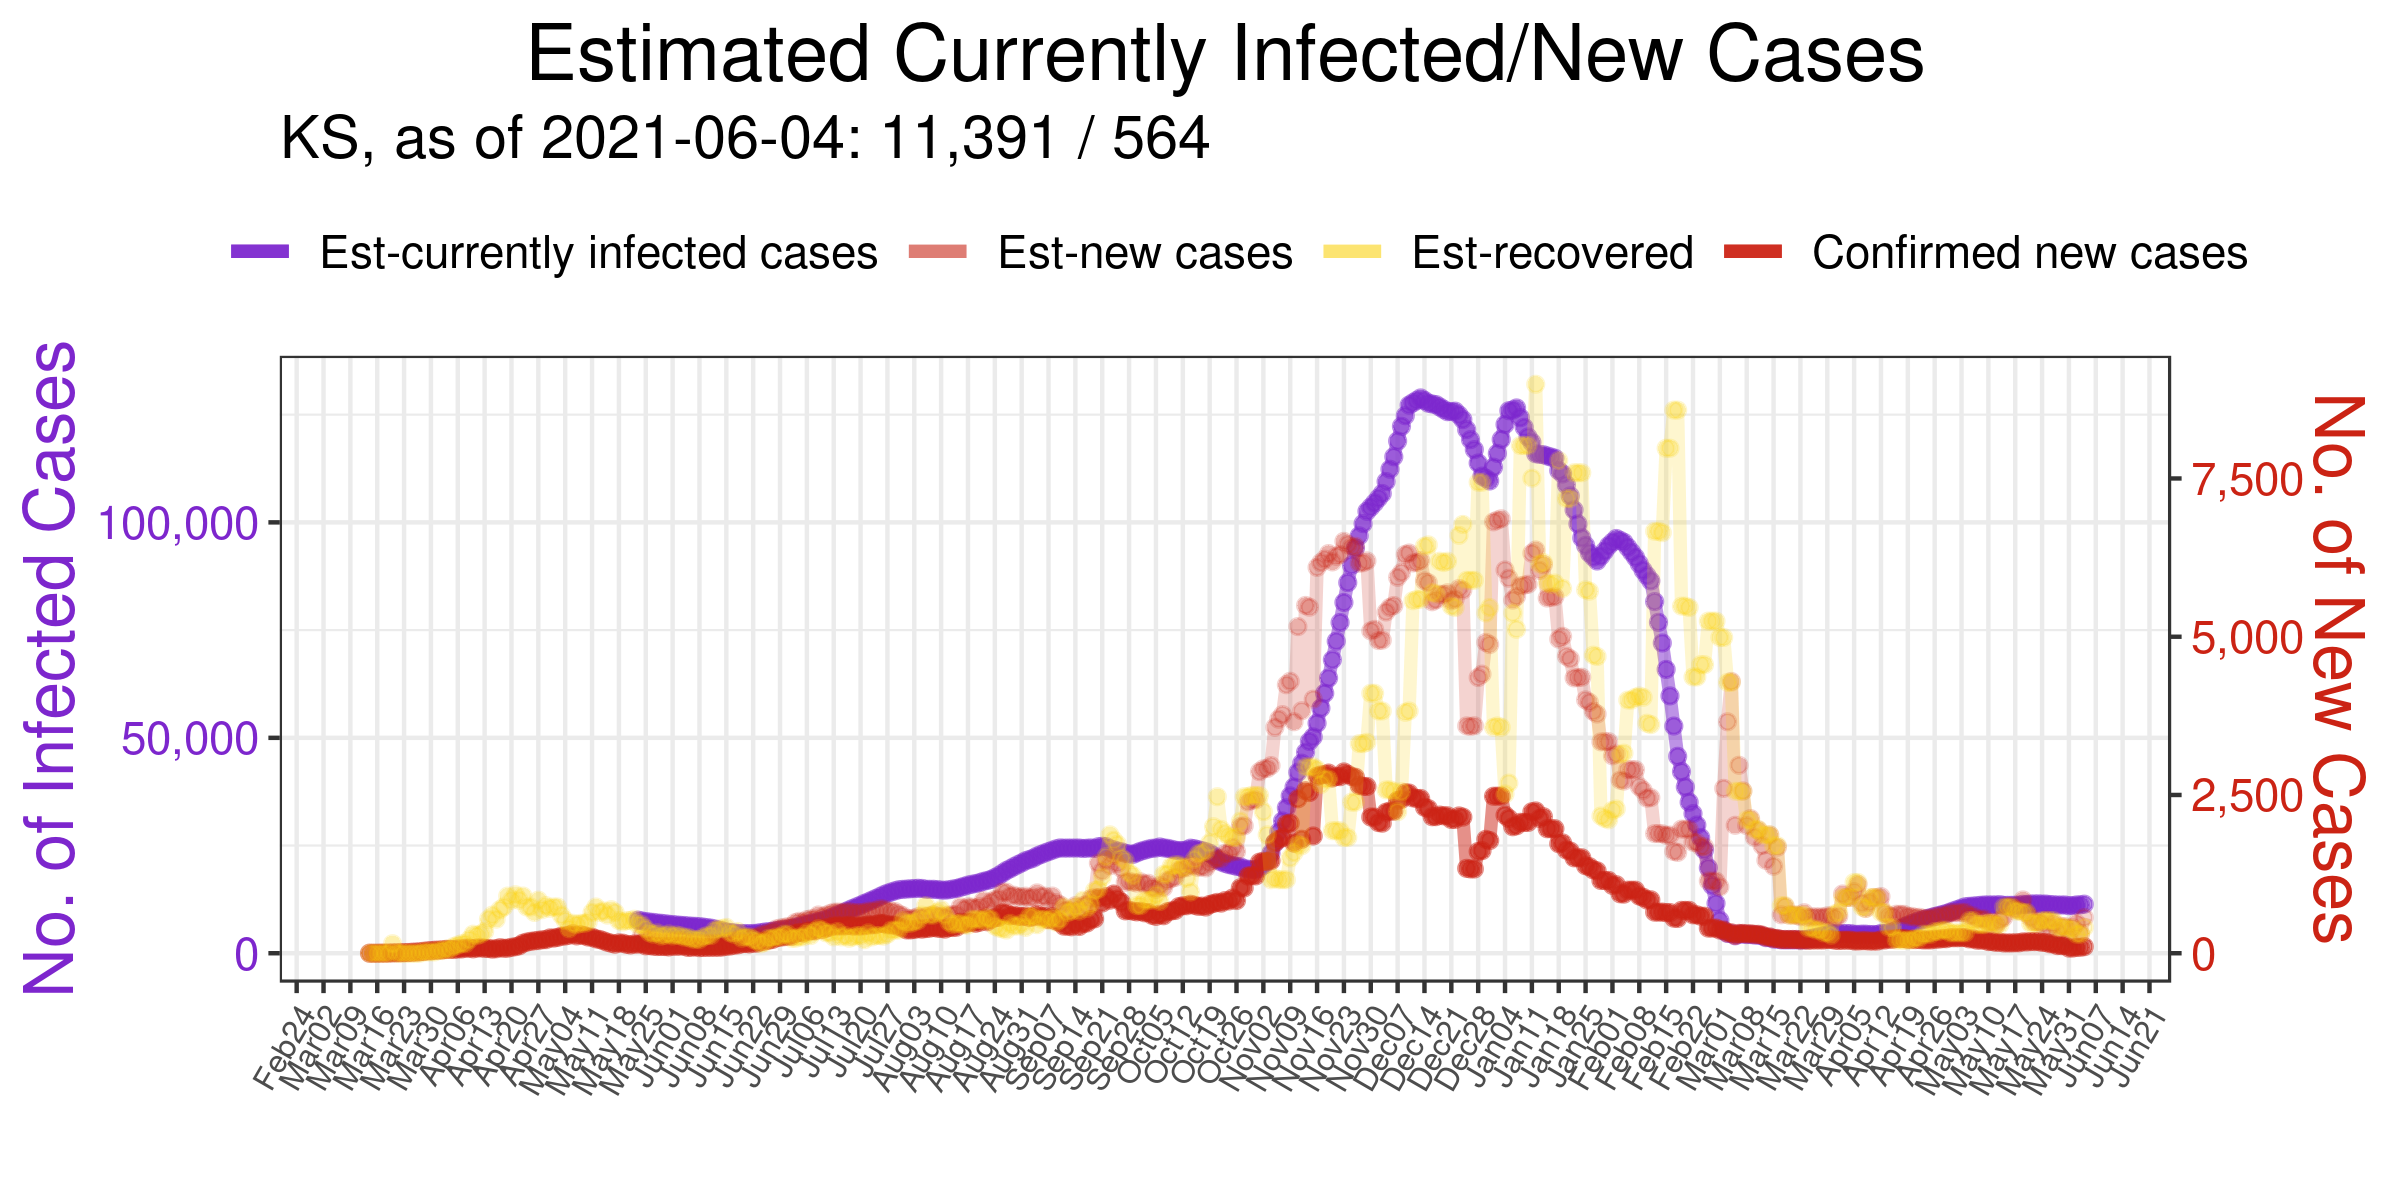 Estimated Currently Infected/New Cases
KS, as of 2021-06-04: 11,391 / 564
Est-currently infected cases
Est-new cases
Est-recovered
Confirmed new cases
No. of Infected Cases
100,000
50,000
0
7,500
5,000
2,500
0
No. of New Cases
Feb24
Mar02
Mar09
Mar16
Mar23
Mar30
Apr06
Apr13
Apr20
Apr27
May04
May11
May18
May25
Jun01
Jun08
Jun15
Jun22
Jun29
Jul06
Jul13
Jul20
Jul27
Aug03
Aug10
Aug17
Aug24
Aug31
Sep07
Sep14
Sep21
Sep28
Oct05
Oct12
Oct19
Oct26
Nov02
Nov09
Nov16
Nov23
Nov30
Dec07
Dec14
Dec21
Dec28
Jan04
Jan11
Jan18
Jan25
Feb01
Feb08
Feb15
Feb22
Mar01
Mar08
Mar15
Mar22
Mar29
Apr05
Apr12
Apr19
Apr26
May03
May10
May17
May24
May31
Jun07
Jun14
Jun21